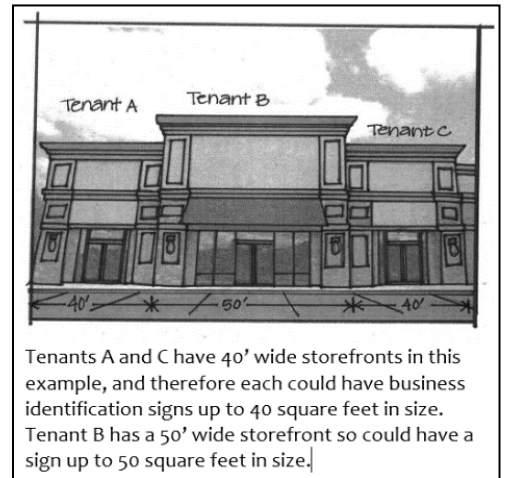 Tenant A
Tenant B
Tenant C
40'
50'
40'
Tenants A and C have 40’ wide storefronts in this
example, and therefore each could have business
identification signs up to 40 square feet in size.
Tenant B has a 50’ wide storefront so could have a
sign up to 50 square feet in size.